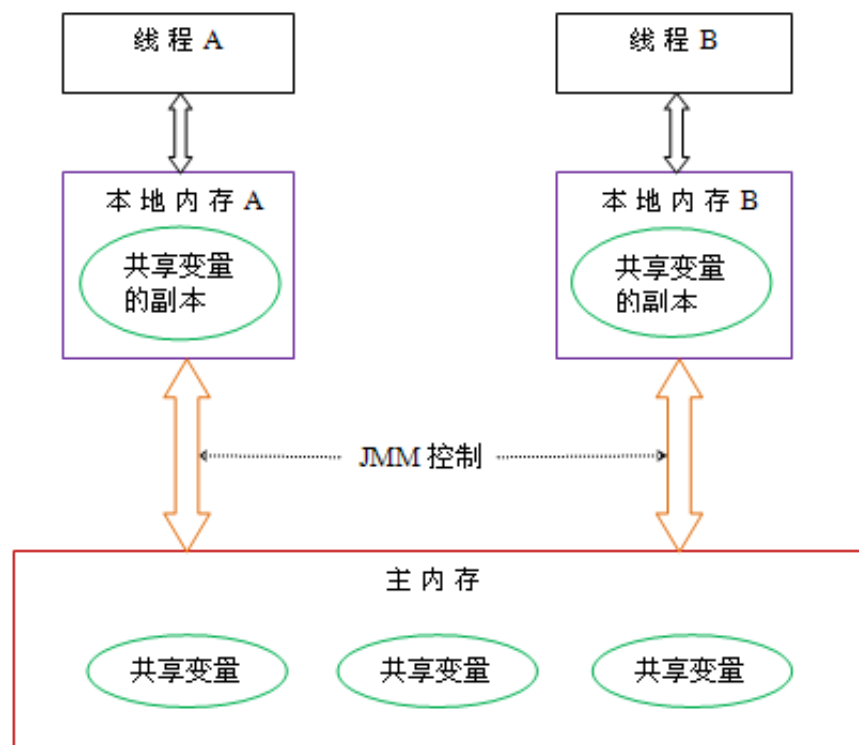 线程 A
线程 B
本地内存 A
本地内存 B
共享变量
的副本
共享变量
的副本
JMM 控制
主内存
共享变量
共享变量
共享变量